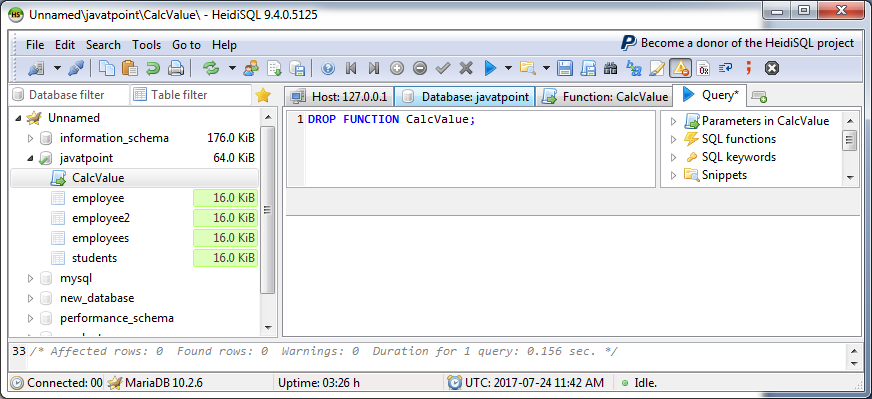 Unnamed\javatpoint\CalcValue\ - HeidiSQL 9.4.0.5125
File Edit Search Tools Go to Help
Become a donor of the HeidiSQL project
Database filter Table filter
Host: 127.0.0.1 Database: javatpoint Function: CalcValue Query*
Unnamed
information_schema 176.0 KiB
javatpoint 64.0 KiB
CalcValue
employee 16.0 KiB
employee2 16.0 KiB
employees 16.0 KiB
students 16.0 KiB
mysql
new_database
performance_schema
1 DROP FUNCTION CalcValue;
Parameters in CalcValue
SQL functions
SQL keywords
Snippets
33 /* Affected rows: 0 Found rows: 0 Warnings: 0 Duration for 1 query: 0.156 sec. */
Connected: 00 MariaDB 10.2.6 Uptime: 03:26 h UTC: 2017-07-24 11:42 AM Idle.